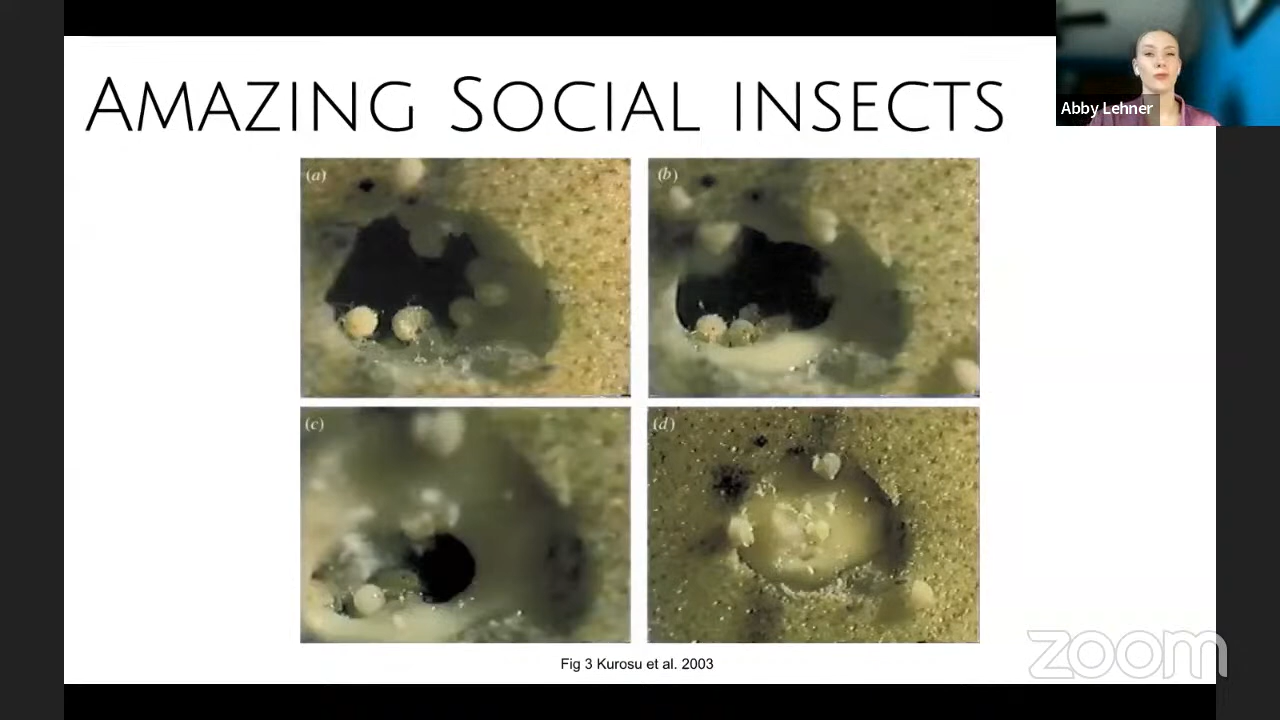 AMAZING SOCIAL INSECTS
Abby Lehner
(a)
(b)
(c)
(d)
Fig 3 Kurosu et al. 2003
zoom